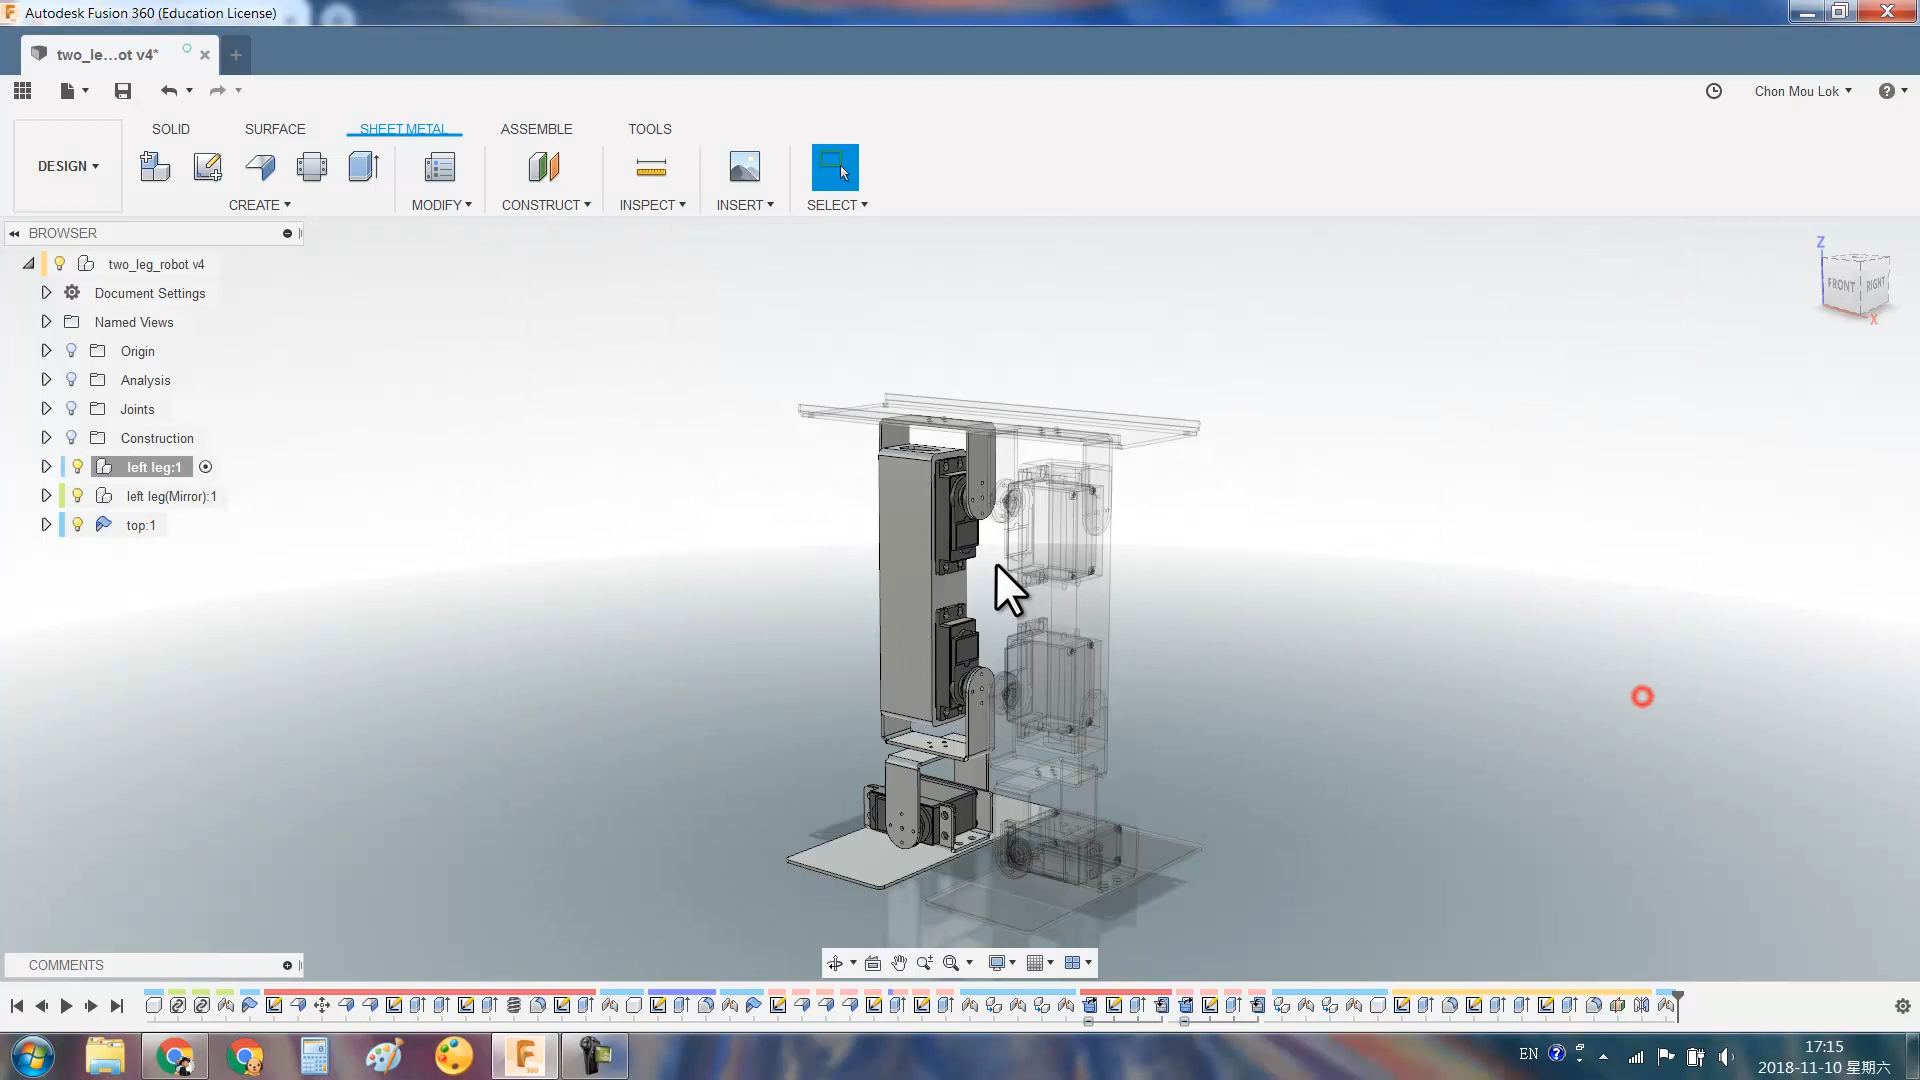 Autodesk Fusion 360 (Education License)
two_le...ot v4*
Chon Mou Lok
DESIGN
SOLID
SURFACE
SHEET METAL
ASSEMBLE
TOOLS
CREATE
MODIFY
CONSTRUCT
INSPECT
INSERT
SELECT
BROWSER
two_leg_robot v4
Document Settings
Named Views
Origin
Analysis
Joints
Construction
left leg:1
left leg(Mirror):1
top:1
Z
FRONT
RIGHT
X
COMMENTS
EN
17:15
2018-11-10 星期六